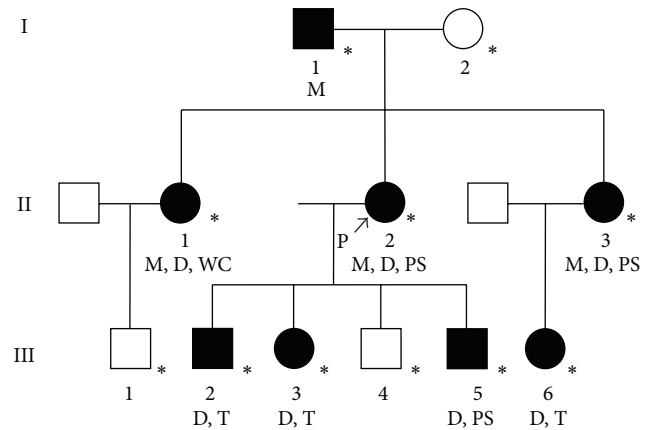 I
* *
1 2
M
II
* P * *
1 2 3
M, D, WC M, D, PS M, D, PS
III
* * * * * *
1 2 3 4 5 6
D, T D, T D, PS D, T